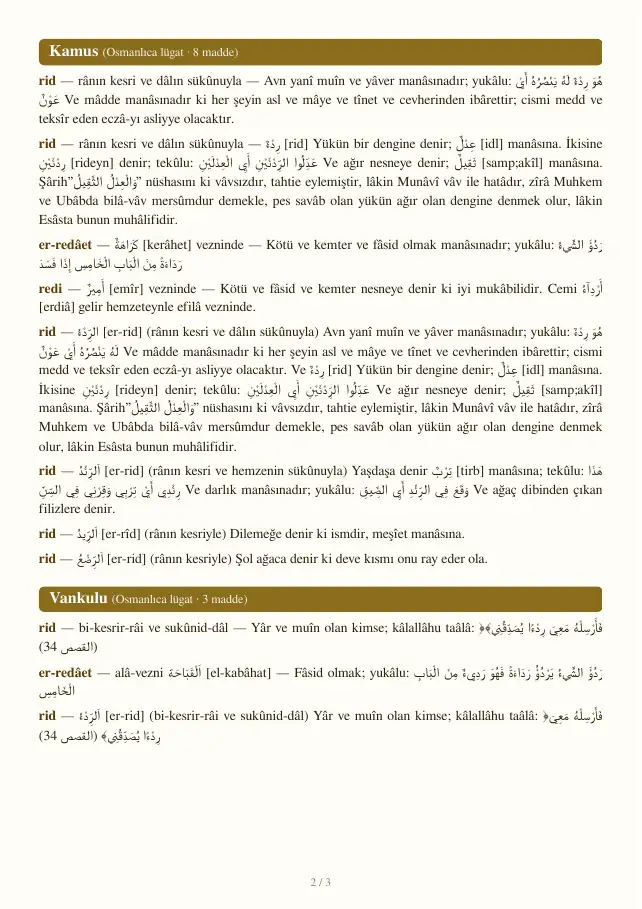 Kamus (Osmanlıca lügat · 8 madde)
rid — rânın kesri ve dâlın sükûnuyla — Avn yanî muîn ve yâver manâsınadır; yukâlu: هُوَ رِدْءٌ لَهُ يَنْصُرُهُ أَيْ
عَوْنٌ Ve mâdde manâsınadır ki her şeyin asl ve mâye ve tînet ve cevherinden ibârettir; cismi medd ve
teksîr eden eczâ-yı asliyye olacaktır.
rid — rânın kesri ve dâlın sükûnuyla — رِدْءٌ [rid] Yükün bir dengine denir; عِدْلٌ [idl] manâsına. İkisine
رِدْئَيْنِ [rideyn] denir; tekûlu: عَدَّلُوا الرِّدْئَيْنِ أَيِ الْعِدْلَيْنِ Ve ağır nesneye denir; ثَقِيلٌ [samp;akîl] manâsına.
Şârih”وَالْعِدْلُ الثَّقِيلُ” nüshasını ki vâvsızdır, tahtie eylemiştir, lâkin Munâvî vâv ile hatâdır, zîrâ Muhkem
ve Ubâbda bilâ-vâv mersûmdur demekle, pes savâb olan yükün ağır olan dengine denmek olur, lâkin
Esâsta bunun muhâlifidir.
er-redâet — كَرَاهَةٌ [kerâhet] vezninde — Kötü ve kemter ve fâsid olmak manâsınadır; yukâlu: رَدُؤَ الشَّيْءُ
رَدَاءَةً مِنَ الْبَابِ الْخَامِسِ إِذَا فَسَدَ
redi — أَمِيرٌ [emîr] vezninde — Kötü ve fâsid ve kemter nesneye denir ki iyi mukâbilidir. Cemi أَرْدِآءُ
[erdiâ] gelir hemzeteynle efilâ vezninde.
rid — الرِّدْءُ [er-rid] (rânın kesri ve dâlın sükûnuyla) Avn yanî muîn ve yâver manâsınadır; yukâlu: هُوَ رِدْءٌ
لَهُ يَنْصُرُهُ أَيْ عَوْنٌ Ve mâdde manâsınadır ki her şeyin asl ve mâye ve tînet ve cevherinden ibârettir; cismi
medd ve teksîr eden eczâ-yı asliyye olacaktır. Ve رِدْءٌ [rid] Yükün bir dengine denir; عِدْلٌ [idl] manâsına.
İkisine رِدْئَيْنِ [rideyn] denir; tekûlu: عَدَّلُوا الرِّدْئَيْنِ أَيِ الْعِدْلَيْنِ Ve ağır nesneye denir; ثَقِيلٌ [samp;akîl]
manâsına. Şârih”وَالْعِدْلُ الثَّقِيلُ” nüshasını ki vâvsızdır, tahtie eylemiştir, lâkin Munâvî vâv ile hatâdır, zîrâ
Muhkem ve Ubâbda bilâ-vâv mersûmdur demekle, pes savâb olan yükün ağır olan dengine denmek
olur, lâkin Esâsta bunun muhâlifidir.
rid — اَلرِّئْدُ [er-rid] (rânın kesri ve hemzenin sükûnuyla) Yaşdaşa denir تِرْبٌ [tirb] manâsına; tekûlu: هَذَا
رِئْدِي أَيْ تِرْبِي وَقِرْنِي فِي السِّنِّ Ve darlık manâsınadır; yukâlu: وَقَعَ فِي الرِّئْدِ أَيِ الضِّيقِ Ve ağaç dibinden çıkan
filizlere denir.
rid — اَلرِّيدُ [er-rîd] (rânın kesriyle) Dilemeğe denir ki ismdir, meşîet manâsına.
rid — اَلرِّضَعُ [er-rid] (rânın kesriyle) Şol ağaca denir ki deve kısmı onu ray eder ola.
Vankulu (Osmanlıca lügat · 3 madde)
rid — bi-kesrir-râi ve sukûnid-dâl — Yâr ve muîn olan kimse; kâlallâhu taâlâ: ﴿﴿فَأَرْسِلْهُ مَعِيَ رِدْءًا يُصَدِّقُنِي
(القصص 34)
er-redâet — alâ-vezni اَلْقَبَاحَة [el-kabâhat] — Fâsid olmak; yukâlu: رَدُؤَ الشَّيْءُ يَرْدُؤُ رَدَاءَةً فَهُوَ رَدِيءٌ مِنَ الْبَابِ
الْخَامِسِ
rid — اَلرِّدْءُ [er-rid] (bi-kesrir-râi ve sukûnid-dâl) Yâr ve muîn olan kimse; kâlallâhu taâlâ: ﴿فَأَرْسِلْهُ مَعِيَ
رِدْءًا يُصَدِّقُنِي﴾ (القصص 34)
2 / 3